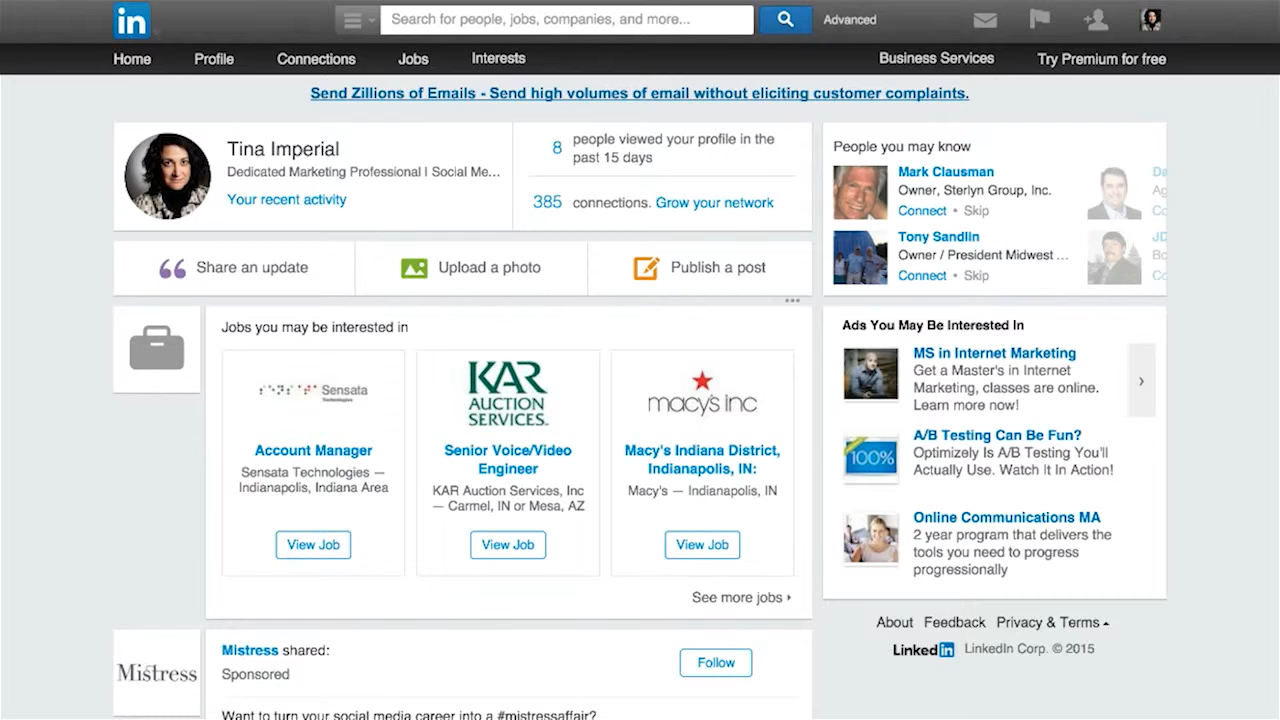 in
Search for people, jobs, companies, and more...
Advanced
Home
Profile
Connections
Jobs
Interests
Business Services
Try Premium for free
Send Zillions of Emails - Send high volumes of email without eliciting customer complaints.
Tina Imperial
Dedicated Marketing Professional | Social Me...
Your recent activity
8
people viewed your profile in the
past 15 days
385 connections. Grow your network
Share an update
Upload a photo
Publish a post
People you may know
Mark Clausman
Owner, Sterlyn Group, Inc.
Connect • Skip
Da
Ag
Co
Tony Sandlin
Owner / President Midwest ...
Connect • Skip
JD
Bo
Co
Jobs you may be interested in
Sensata
Technologies
Account Manager
Sensata Technologies —
Indianapolis, Indiana Area
View Job
KAR
AUCTION
SERVICES
Senior Voice/Video
Engineer
KAR Auction Services, Inc
— Carmel, IN or Mesa, AZ
View Job
macy's inc
Macy's Indiana District,
Indianapolis, IN:
Macy's — Indianapolis, IN
View Job
See more jobs
Ads You May Be Interested In
MS in Internet Marketing
Get a Master's in Internet
Marketing, classes are online.
Learn more now!
100%
A/B Testing Can Be Fun?
Optimizely Is A/B Testing You'll
Actually Use. Watch It In Action!
Online Communications MA
2 year program that delivers the
tools you need to progress
progressionally
About Feedback Privacy & Terms
Linked in LinkedIn Corp. © 2015
Mistress
Mistress shared:
Sponsored
Follow
Want to turn your social media career into a #mistressaffair?